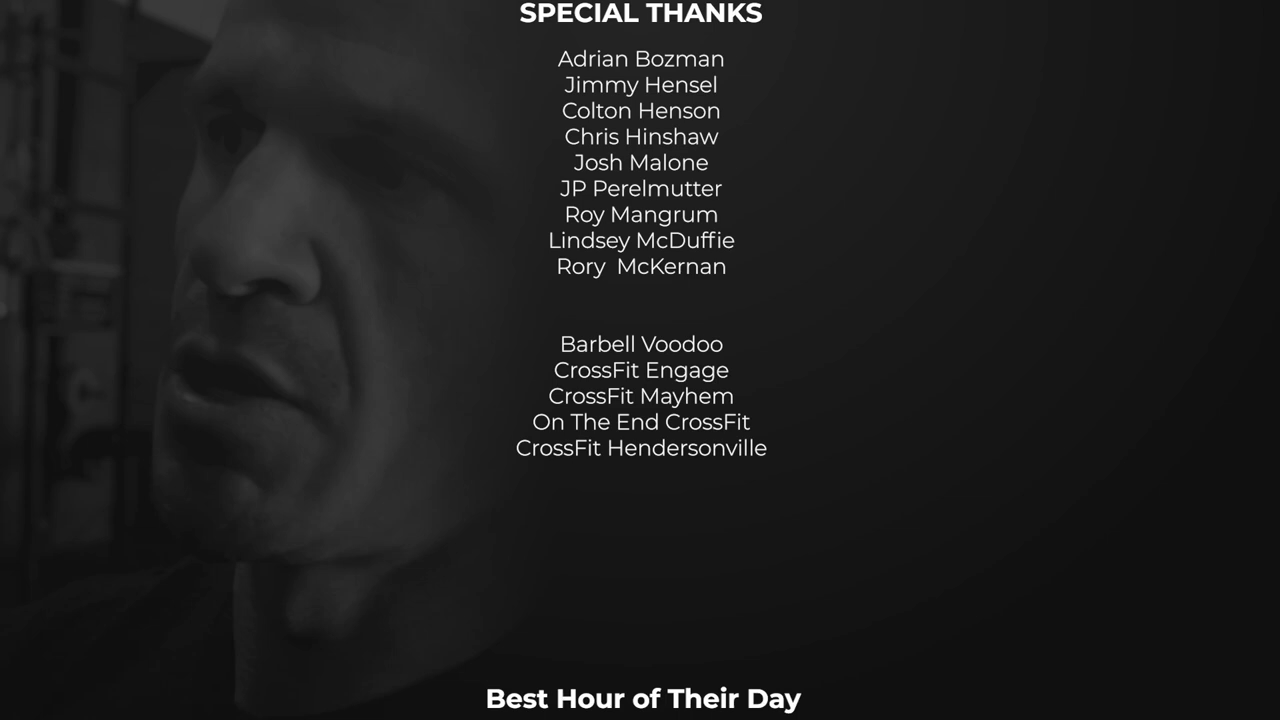 SPECIAL THANKS
Adrian Bozman
Jimmy Hensel
Colton Henson
Chris Hinshaw
Josh Malone
JP Perelmutter
Roy Mangrum
Lindsey McDuffie
Rory  McKernan
Barbell Voodoo
CrossFit Engage
CrossFit Mayhem
On The End CrossFit
CrossFit Hendersonville
Best Hour of Their Day